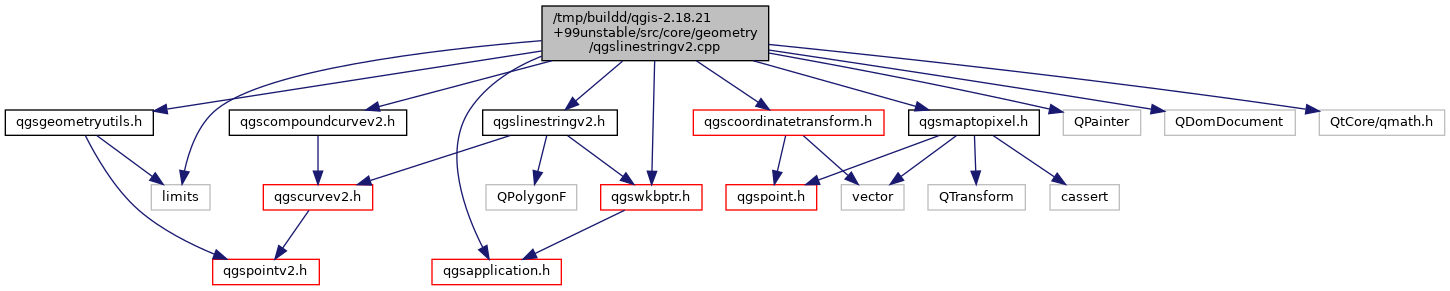 /tmp/buildd/qgis-2.18.21
+99unstable/src/core/geometry
/qgslinestringv2.cpp
qgsgeometryutils.h
qgscompoundcurvev2.h
qgslinestringv2.h
qgscoordinatetransform.h
qgsmaptopixel.h
QPainter
QDomDocument
QtCore/qmath.h
limits
qgscurvev2.h
QPolygonF
qgswkbptr.h
qgspoint.h
vector
QTransform
cassert
qgspointv2.h
qgsapplication.h